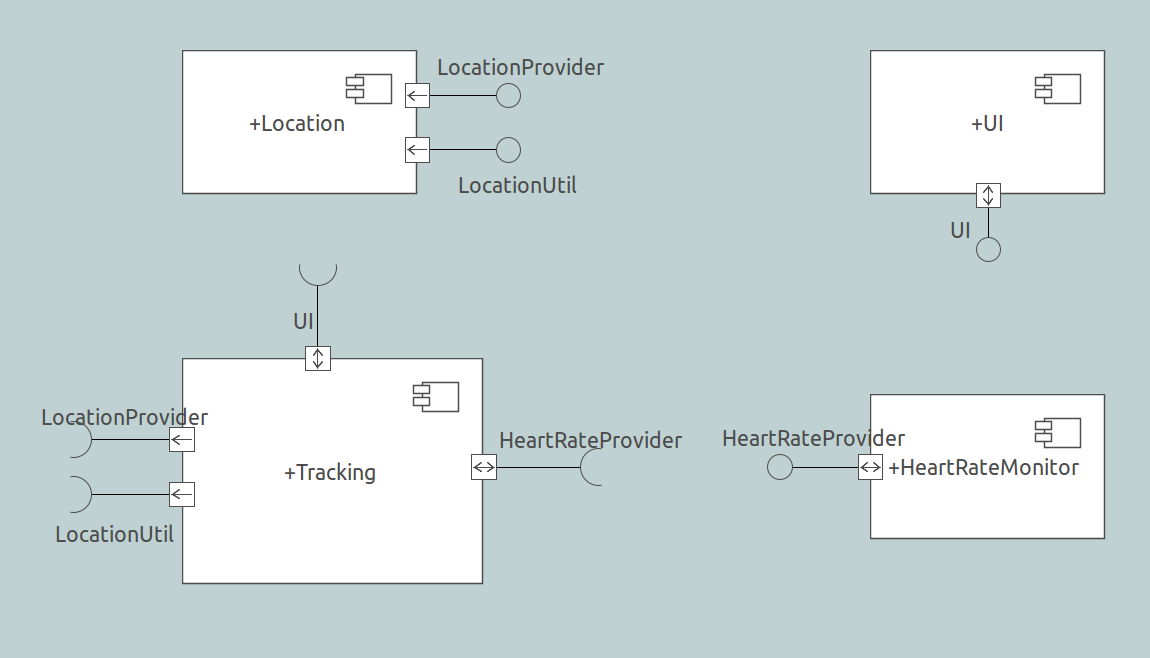 LocationProvider
+Location
+UI
LocationUtil
UI
UI
LocationProvider
HeartRateProvider
HeartRateProvider
+Tracking
+HeartRateMonitor
LocationUtil